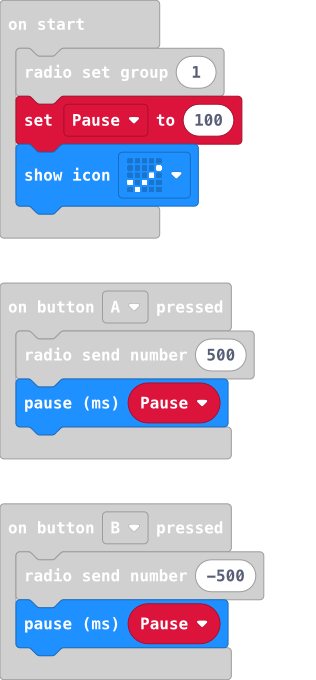 on start
radio set group 1
set Pause to 100
show icon
on button A pressed
radio send number 500
pause (ms) Pause
on button B pressed
radio send number -500
pause (ms) Pause